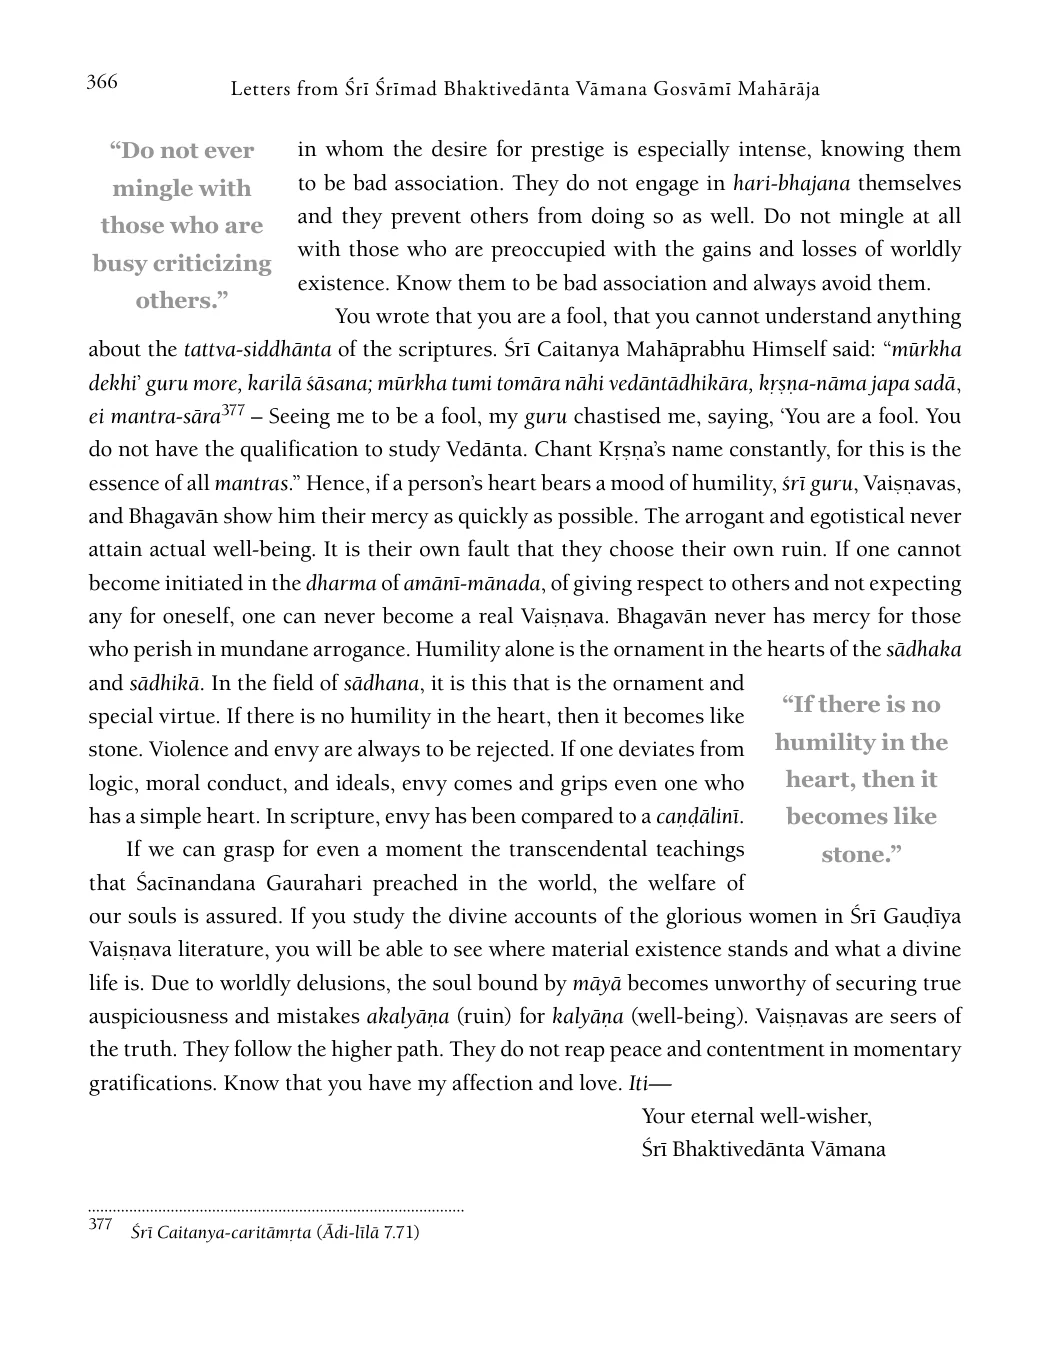 366
Letters from Śrī Śrīmad Bhaktivedānta Vāmana Gosvāmī Mahārāja
“Do not ever
mingle with
those who are
busy criticizing
others.”
in whom the desire for prestige is especially intense, knowing them
to be bad association. They do not engage in hari-bhajana themselves
and they prevent others from doing so as well. Do not mingle at all
with those who are preoccupied with the gains and losses of worldly
existence. Know them to be bad association and always avoid them.
You wrote that you are a fool, that you cannot understand anything
about the tattva-siddhānta of the scriptures. Śrī Caitanya Mahāprabhu Himself said: “mūrkha
dekhi’ guru more, karilā śāsana; mūrkha tumi tomāra nāhi vedāntādhikāra, kṛṣṇa-nāma japa sadā,
ei mantra-sāra377 – Seeing me to be a fool, my guru chastised me, saying, ‘You are a fool. You
do not have the qualification to study Vedānta. Chant Kṛṣṇa’s name constantly, for this is the
essence of all mantras.” Hence, if a person’s heart bears a mood of humility, śrī guru, Vaiṣṇavas,
and Bhagavān show him their mercy as quickly as possible. The arrogant and egotistical never
attain actual well-being. It is their own fault that they choose their own ruin. If one cannot
become initiated in the dharma of amānī-mānada, of giving respect to others and not expecting
any for oneself, one can never become a real Vaiṣṇava. Bhagavān never has mercy for those
who perish in mundane arrogance. Humility alone is the ornament in the hearts of the sādhaka
and sādhikā. In the field of sādhana, it is this that is the ornament and
special virtue. If there is no humility in the heart, then it becomes like
stone. Violence and envy are always to be rejected. If one deviates from
logic, moral conduct, and ideals, envy comes and grips even one who
has a simple heart. In scripture, envy has been compared to a caṇḍālinī.
“If there is no
humility in the
heart, then it
becomes like
stone.”
If we can grasp for even a moment the transcendental teachings
that Śacīnandana Gaurahari preached in the world, the welfare of
our souls is assured. If you study the divine accounts of the glorious women in Śrī Gauḍīya
Vaiṣṇava literature, you will be able to see where material existence stands and what a divine
life is. Due to worldly delusions, the soul bound by māyā becomes unworthy of securing true
auspiciousness and mistakes akalyāṇa (ruin) for kalyāṇa (well-being). Vaiṣṇavas are seers of
the truth. They follow the higher path. They do not reap peace and contentment in momentary
gratifications. Know that you have my affection and love. Iti—
Your eternal well-wisher,
Śrī Bhaktivedānta Vāmana
377 Śrī Caitanya-caritāmṛta (Ādi-līlā 7.71)